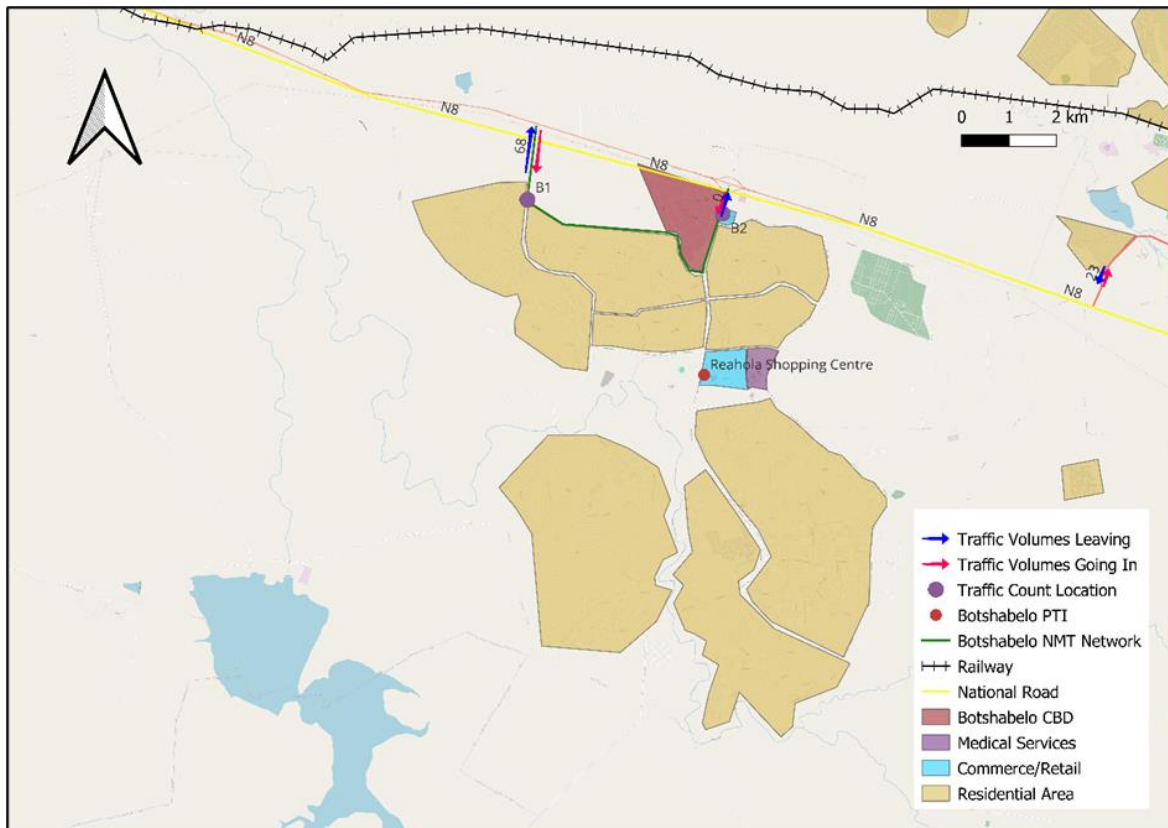 N8
N8
68
B1
N8
0
B2
N8
23
N8
0 1 2 km
Reahola Shopping Centre
Traffic Volumes Leaving
Traffic Volumes Going In
Traffic Count Location
Botshabelo PTI
Botshabelo NMT Network
Railway
National Road
Botshabelo CBD
Medical Services
Commerce/Retail
Residential Area